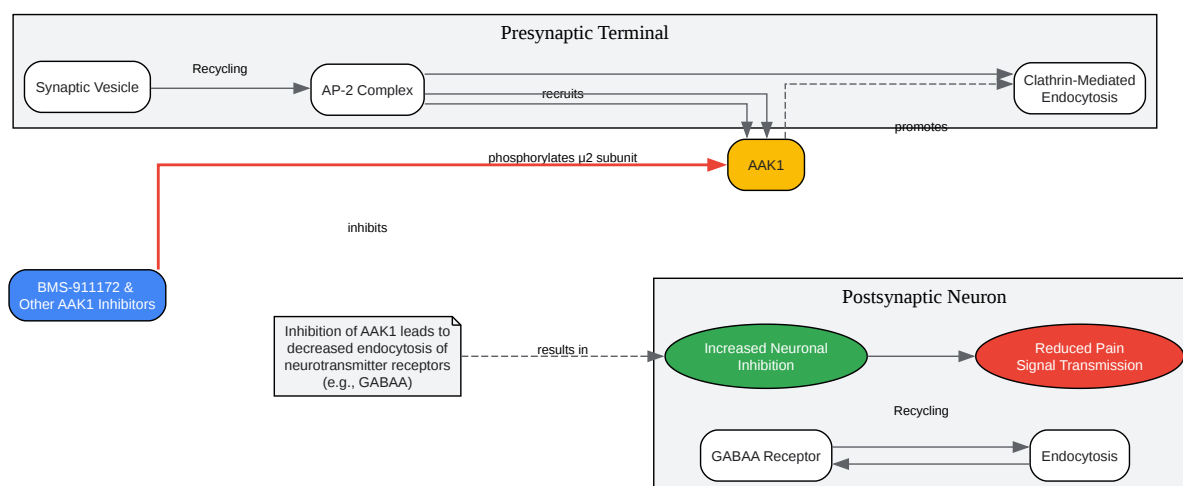 Presynaptic Terminal
Synaptic Vesicle
Recycling
AP-2 Complex
recruits
Clathrin-Mediated
Endocytosis
promotes
phosphorylates μ2 subunit
AAK1
inhibits
BMS-911172 &
Other AAK1 Inhibitors
Inhibition of AAK1 leads to
decreased endocytosis of
neurotransmitter receptors
(e.g., GABAA)
results in
Postsynaptic Neuron
Increased Neuronal
Inhibition
Reduced Pain
Signal Transmission
Recycling
GABAA Receptor
Endocytosis